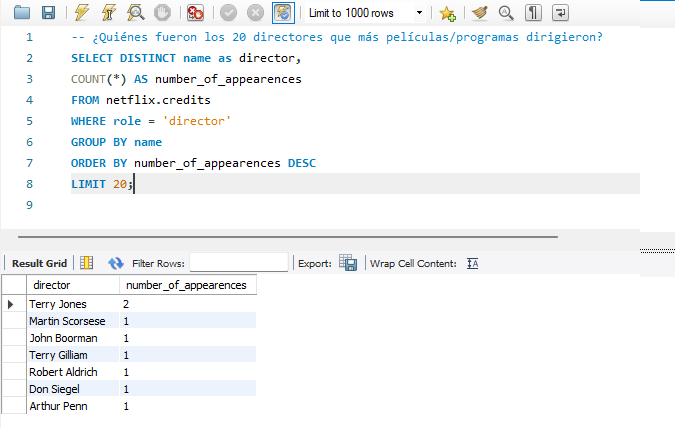 Limit to 1000 rows
1 -- ¿Quiénes fueron los 20 directores que más películas/programas dirigieron?
2 SELECT DISTINCT name as director,
3 COUNT(*) AS number_of_appearences
4 FROM netflix.credits
5 WHERE role = 'director'
6 GROUP BY name
7 ORDER BY number_of_appearences DESC
8 LIMIT 20;
9
Result Grid Filter Rows: Export: Wrap Cell Content:
director number_of_appearences
Terry Jones 2
Martin Scorsese 1
John Boorman 1
Terry Gilliam 1
Robert Aldrich 1
Don Siegel 1
Arthur Penn 1